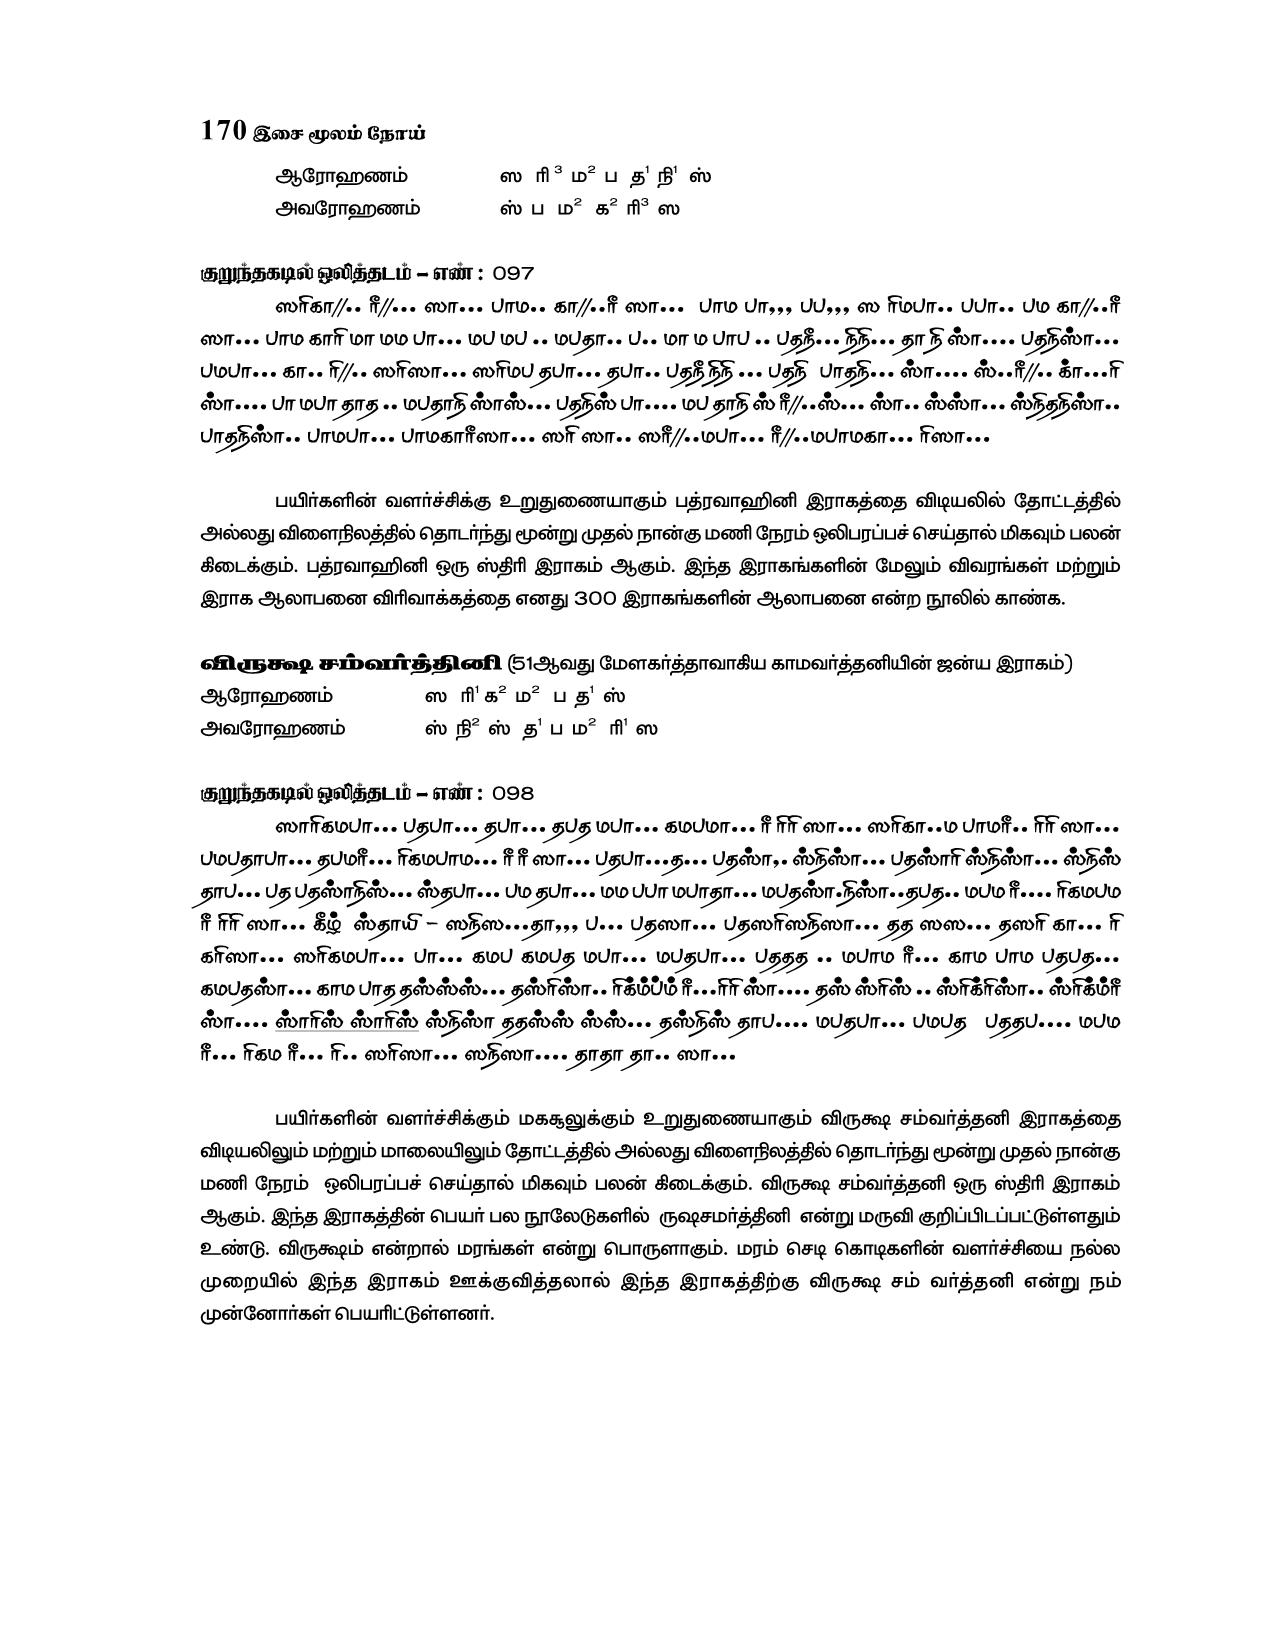 170 இசை மூலம் நோய்
ஆரோஹணம் ஸ ரி³ ம² ப த¹ நி¹ ஸ்
அவரோஹணம் ஸ் ப ம² க² ரி³ ஸ
குறுந்தகடில் ஒலித்தடம் – எண் : 097
ஸரிகா//.. ரீ//... ஸா... பாம.. கா//..ரீ ஸா... பாம பா,,, பப,,, ஸ ரிமபா.. பபா.. பம கா//..ரீ
ஸா... பாம காரி மா மம பா... மப மப .. மபதா.. ப.. மா ம பாப .. பதநீ... நிநி... தா நி ஸ்ா.... பதநிஸ்ா...
பமபா... கா.. ரி//.. ஸரிஸா... ஸரிமப தபா... தபா.. பதநீ நிநி ... பதநி பாதநி... ஸ்ா.... ஸ்..ரீ//.. க்ா...ரி
ஸ்ா.... பா மபா தாத .. மபதாநி ஸ்ாஸ்... பதநிஸ் பா.... மப தாநி ஸ் ரீ//..ஸ்... ஸ்ா.. ஸ்ஸ்ா... ஸ்நிதநிஸ்ா..
பாதநிஸ்ா.. பாமபா... பாமகாரீஸா... ஸரி ஸா.. ஸரீ//..மபா... ரீ//..மபாமகா... ரிஸா...
பயிர்களின் வளர்ச்சிக்கு உறுதுணையாகும் பத்ரவாஹினி இராகத்தை விடியலில் தோட்டத்தில்
அல்லது விளைநிலத்தில் தொடர்ந்து மூன்று முதல் நான்கு மணி நேரம் ஒலிபரப்பச் செய்தால் மிகவும் பலன்
கிடைக்கும். பத்ரவாஹினி ஒரு ஸ்திரி இராகம் ஆகும். இந்த இராகங்களின் மேலும் விவரங்கள் மற்றும்
இராக ஆலாபனை விரிவாக்கத்தை எனது 300 இராகங்களின் ஆலாபனை என்ற நூலில் காண்க.
விருக்ஷ சம்வர்த்தினி (51ஆவது மேளகர்த்தாவாகிய காமவர்த்தனியின் ஜன்ய இராகம்)
ஆரோஹணம் ஸ ரி¹ க² ம² ப த¹ ஸ்
அவரோஹணம் ஸ் நி² ஸ் த¹ ப ம² ரி¹ ஸ
குறுந்தகடில் ஒலித்தடம் – எண் : 098
ஸாரிகமபா... பதபா... தபா... தபத மபா... கமபமா... ரீ ரிரி ஸா... ஸரிகா..ம பாமரீ.. ரிரி ஸா...
பமபதாபா... தபமரீ... ரிகமபாம... ரீ ரீ ஸா... பதபா...த... பதஸ்ா,. ஸ்நிஸ்ா... பதஸ்ாரி ஸ்நிஸ்ா... ஸ்நிஸ்
தாப... பத பதஸ்ாநிஸ்... ஸ்தபா... பம தபா... மம பபா மபாதா... மபதஸ்ா.நிஸ்ா..தபத.. மபம ரீ.... ரிகமபம
ரீ ரிரி ஸா... கீழ் ஸ்தாயி – ஸநிஸ...தா,,, ப... பதஸா... பதஸரிஸநிஸா... தத ஸஸ... தஸரி கா... ரி
கரிஸா... ஸரிகமபா... பா... கமப கமபத மபா... மபதபா... பததத .. மபாம ரீ... காம பாம பதபத...
கமபதஸ்ா... காம பாத தஸ்ஸ்ஸ்... தஸ்ரிஸ்ா.. ரிக்ம்ப்ம் ரீ...ரிரி ஸ்ா.... தஸ் ஸ்ரிஸ் .. ஸ்ரிக்ரிஸ்ா.. ஸ்ரிக்ம்ரீ
ஸ்ா.... ஸ்ாரிஸ் ஸ்ாரிஸ் ஸ்நிஸ்ா ததஸ்ஸ் ஸ்ஸ்... தஸ்நிஸ் தாப.... மபதபா... பமபத பததப.... மபம
ரீ... ரிகம ரீ... ரி.. ஸரிஸா... ஸநிஸா.... தாதா தா.. ஸா...
பயிர்களின் வளர்ச்சிக்கும் மகசூலுக்கும் உறுதுணையாகும் விருக்ஷ சம்வர்த்தனி இராகத்தை
விடியலிலும் மற்றும் மாலையிலும் தோட்டத்தில் அல்லது விளைநிலத்தில் தொடர்ந்து மூன்று முதல் நான்கு
மணி நேரம் ஒலிபரப்பச் செய்தால் மிகவும் பலன் கிடைக்கும். விருக்ஷ சம்வர்த்தனி ஒரு ஸ்திரி இராகம்
ஆகும். இந்த இராகத்தின் பெயர் பல நூலேடுகளில் ருஷசமர்த்தினி என்று மருவி குறிப்பிடப்பட்டுள்ளதும்
உண்டு. விருக்ஷம் என்றால் மரங்கள் என்று பொருளாகும். மரம் செடி கொடிகளின் வளர்ச்சியை நல்ல
முறையில் இந்த இராகம் ஊக்குவித்தலால் இந்த இராகத்திற்கு விருக்ஷ சம் வர்த்தனி என்று நம்
முன்னோர்கள் பெயரிட்டுள்ளனர்.